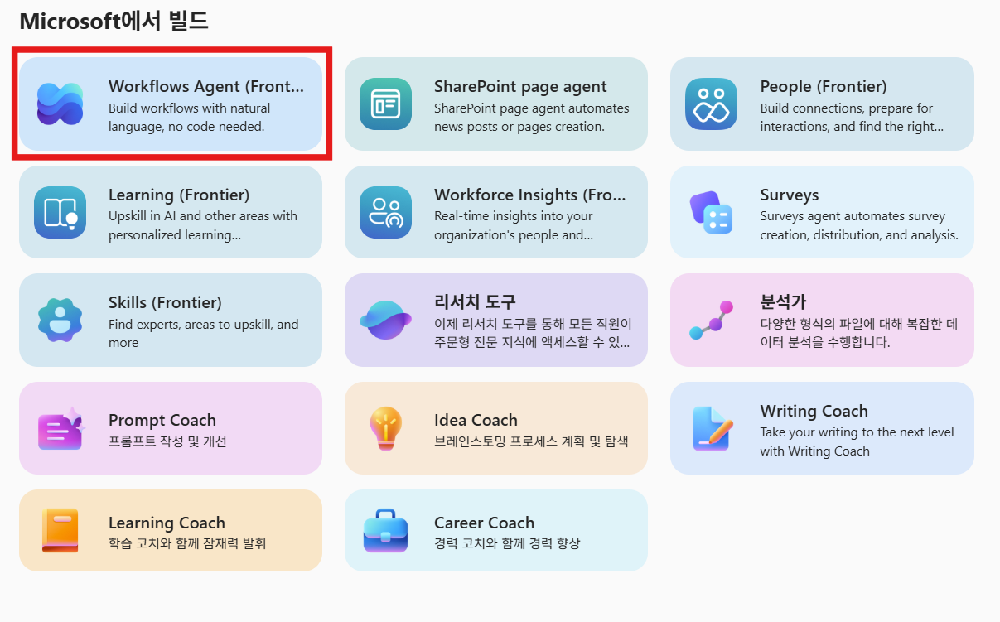 Microsoft에서 빌드
Workflows Agent (Front...
Build workflows with natural
language, no code needed.
SharePoint page agent
SharePoint page agent automates
news posts or pages creation.
People (Frontier)
Build connections, prepare for
interactions, and find the right...
Learning (Frontier)
Upskill in AI and other areas with
personalized learning...
Workforce Insights (Fro...
Real-time insights into your
organization's people and...
Surveys
Surveys agent automates survey
creation, distribution, and analysis.
Skills (Frontier)
Find experts, areas to upskill, and
more
리서치 도구
이제 리서치 도구를 통해 모든 직원이
주문형 전문 지식에 액세스할 수 있...
분석가
다양한 형식의 파일에 대해 복잡한 데
이터 분석을 수행합니다.
Prompt Coach
프롬프트 작성 및 개선
Idea Coach
브레인스토밍 프로세스 계획 및 탐색
Writing Coach
Take your writing to the next level
with Writing Coach
Learning Coach
학습 코치와 함께 잠재력 발휘
Career Coach
경력 코치와 함께 경력 향상